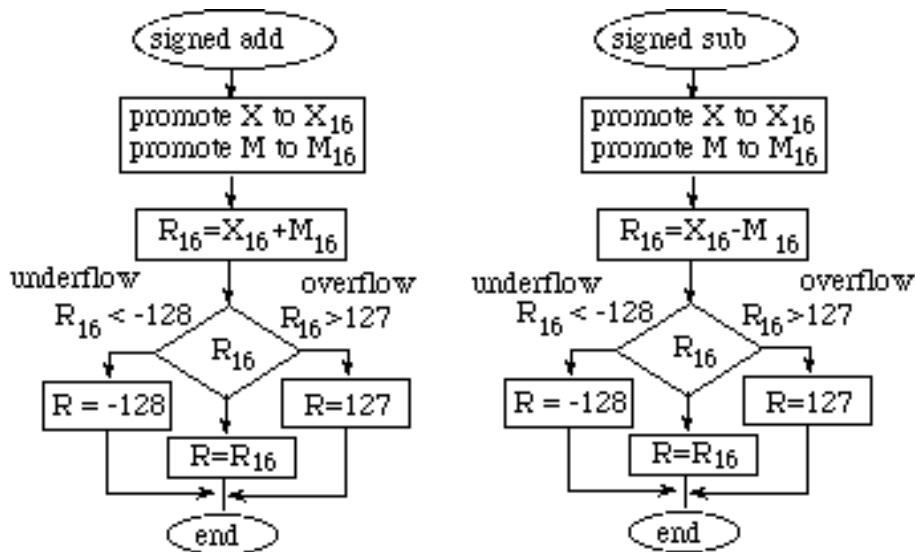 signed add
promote X to X16
promote M to M16
R16=X16+M16
underflow
overflow
R16 < -128
R16 >127
R16
R = -128
R=127
R=R16
end
signed sub
promote X to X16
promote M to M16
R16=X16-M 16
underflow
overflow
R16 < -128
R16 >127
R16
R = -128
R=127
R=R16
end